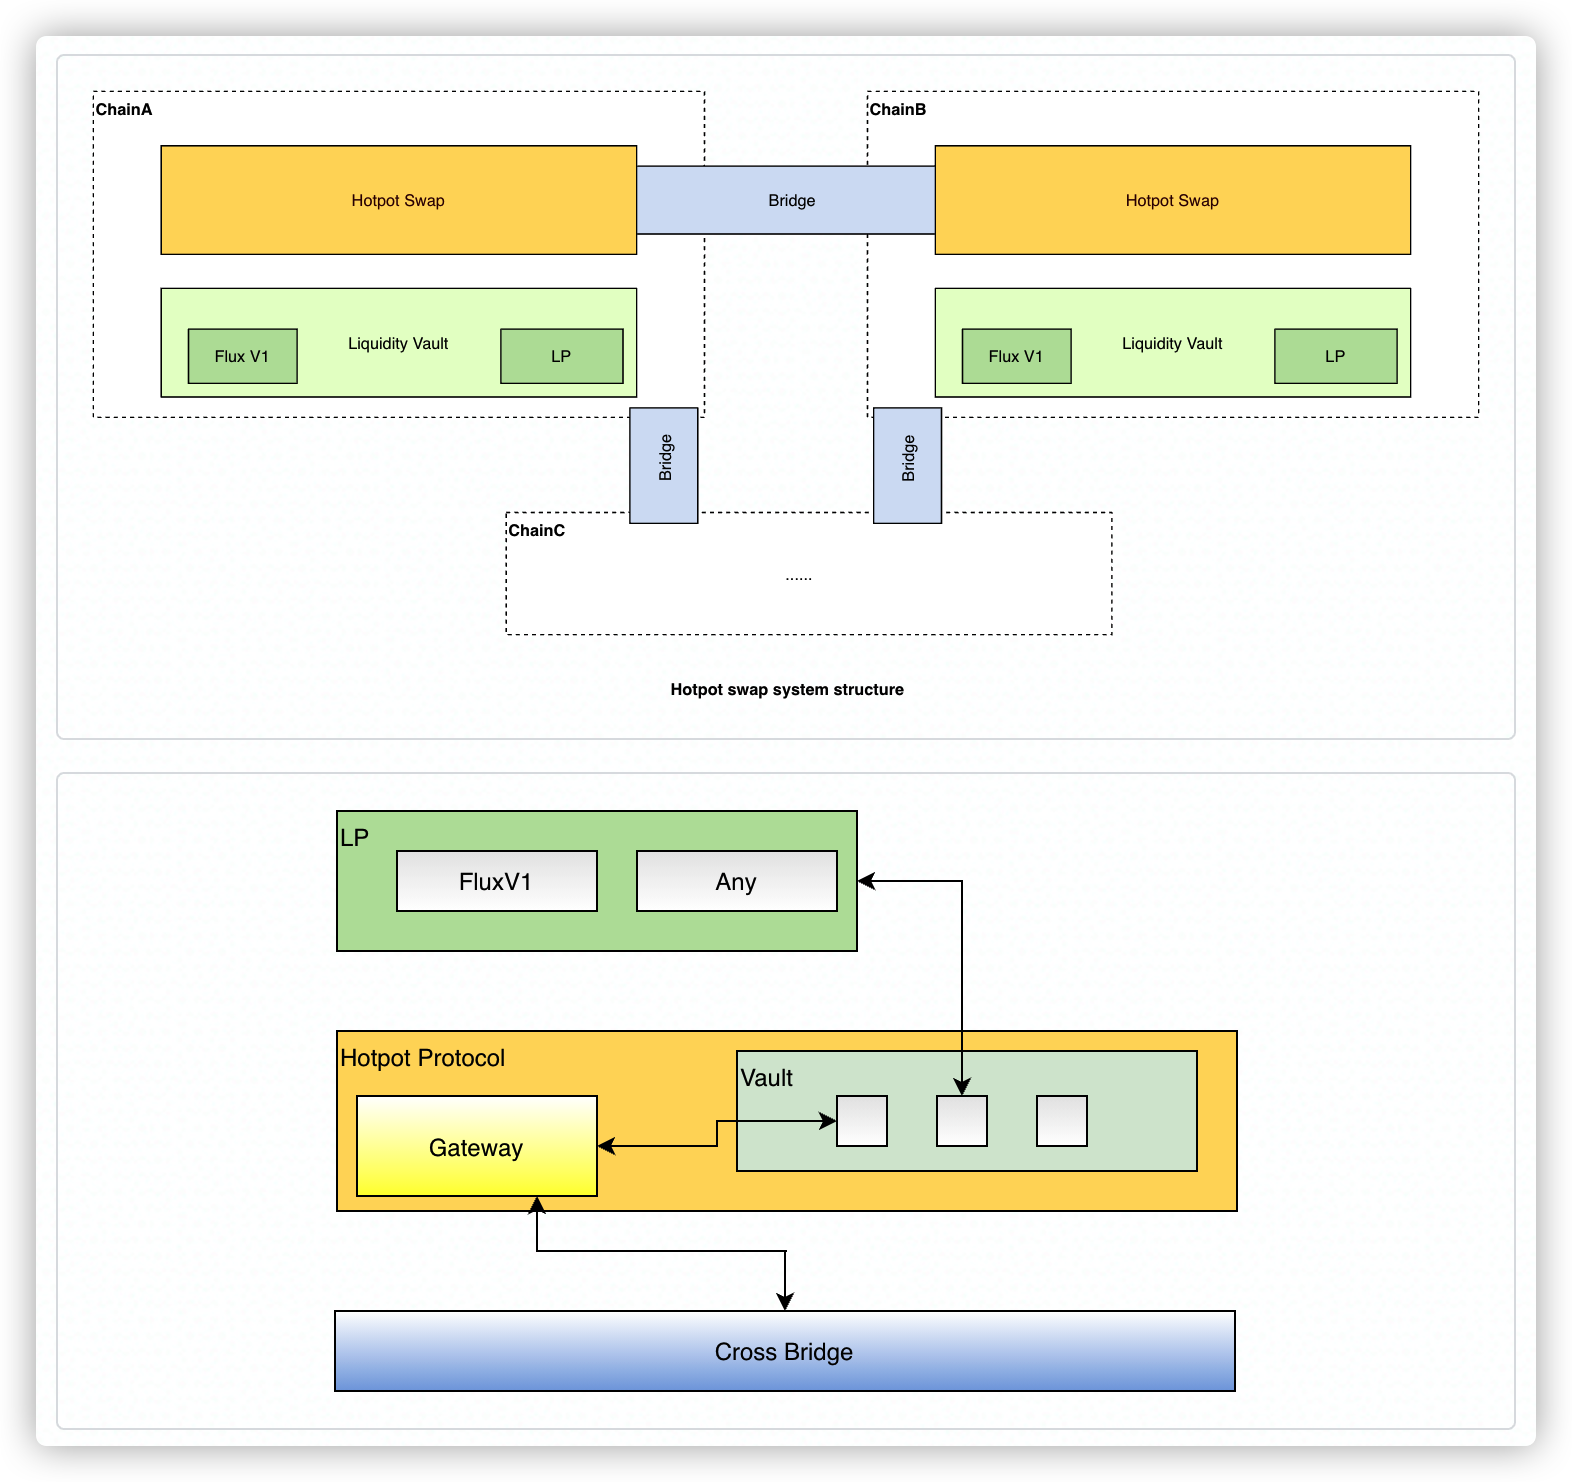 ChainA
ChainB
Hotpot Swap
Bridge
Hotpot Swap
Flux V1
Liquidity Vault
LP
Flux V1
Liquidity Vault
LP
Bridge
Bridge
ChainC
......
Hotpot swap system structure
LP
FluxV1
Any
Hotpot Protocol
Vault
Gateway
Cross Bridge